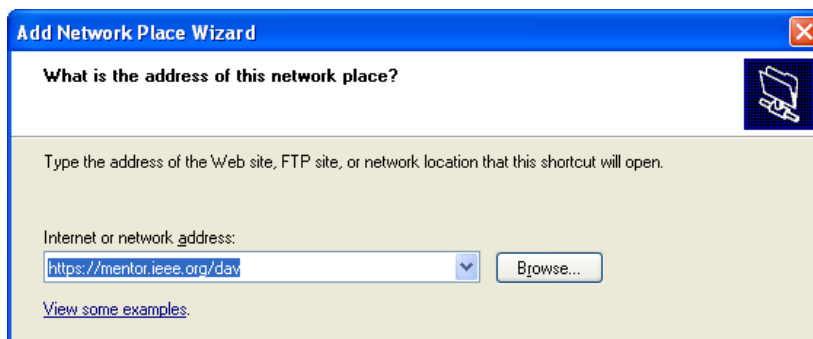 Add Network Place Wizard
What is the address of this network place?
Type the address of the Web site, FTP site, or network location that this shortcut will open.
Internet or network address:
https://mentor.ieee.org/dav
Browse...
View some examples.